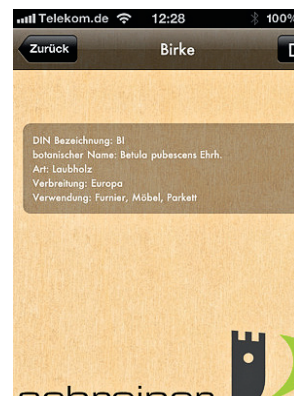 Telekom.de 12:28 100%
Zurück Birke
DIN Bezeichnung: BI
botanischer Name: Betula pubescens Ehrh.
Art: Laubholz
Verbreitung: Europa
Verwendung: Furnier, Möbel, Parkett